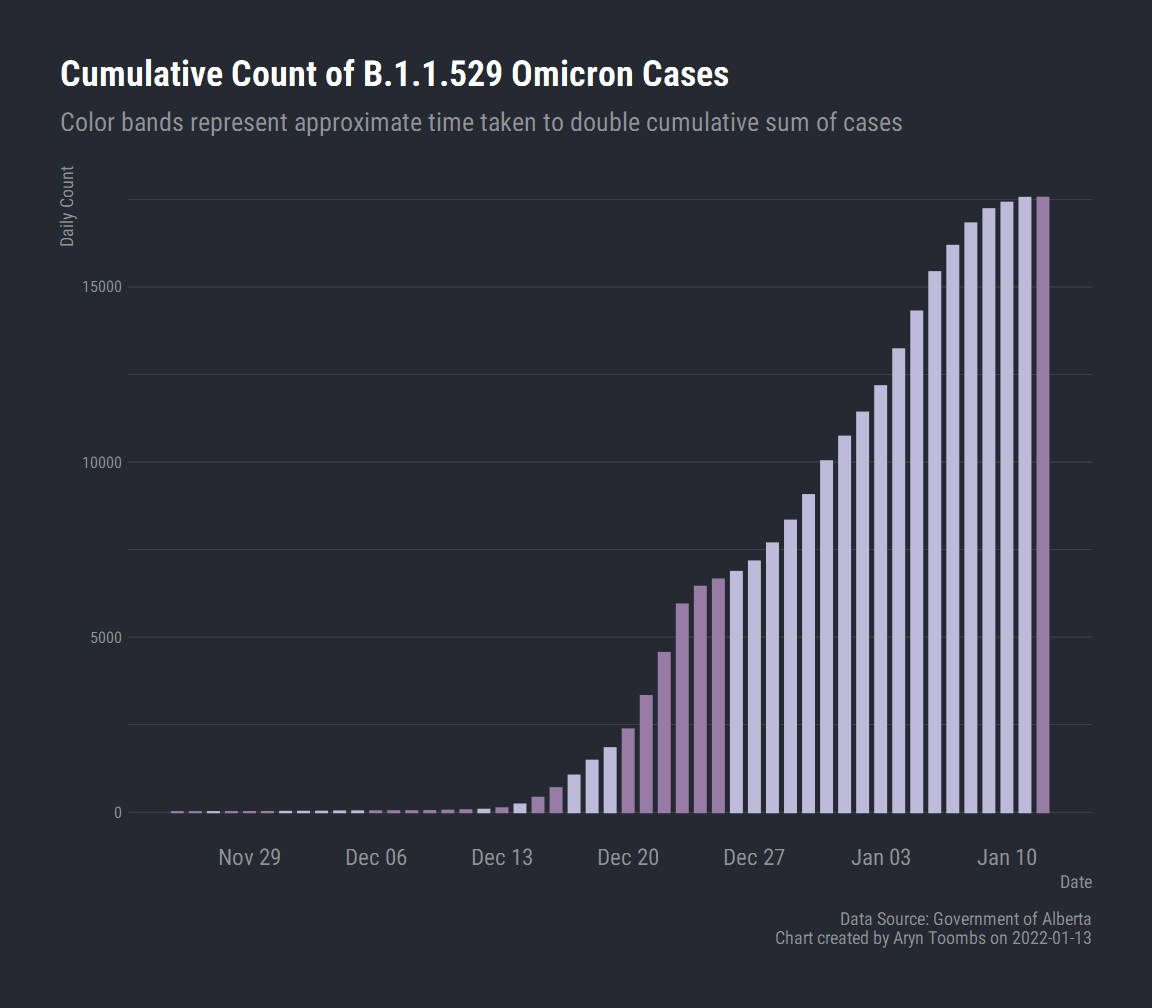 Cumulative Count of B.1.1.529 Omicron Cases
Color bands represent approximate time taken to double cumulative sum of cases
Daily Count
15000
10000
5000
0
Nov 29 Dec 06 Dec 13 Dec 20 Dec 27 Jan 03 Jan 10
Date
Data Source: Government of Alberta
Chart created by Aryn Toombs on 2022-01-13